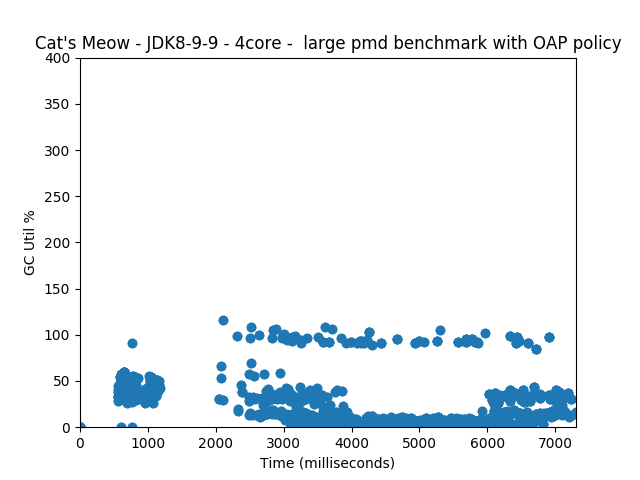 Cat's Meow - JDK8-9-9 - 4core -  large pmd benchmark with OAP policy
400
350
300
250
200
150
100
50
0
GC Util %
0 1000 2000 3000 4000 5000 6000 7000
Time (milliseconds)